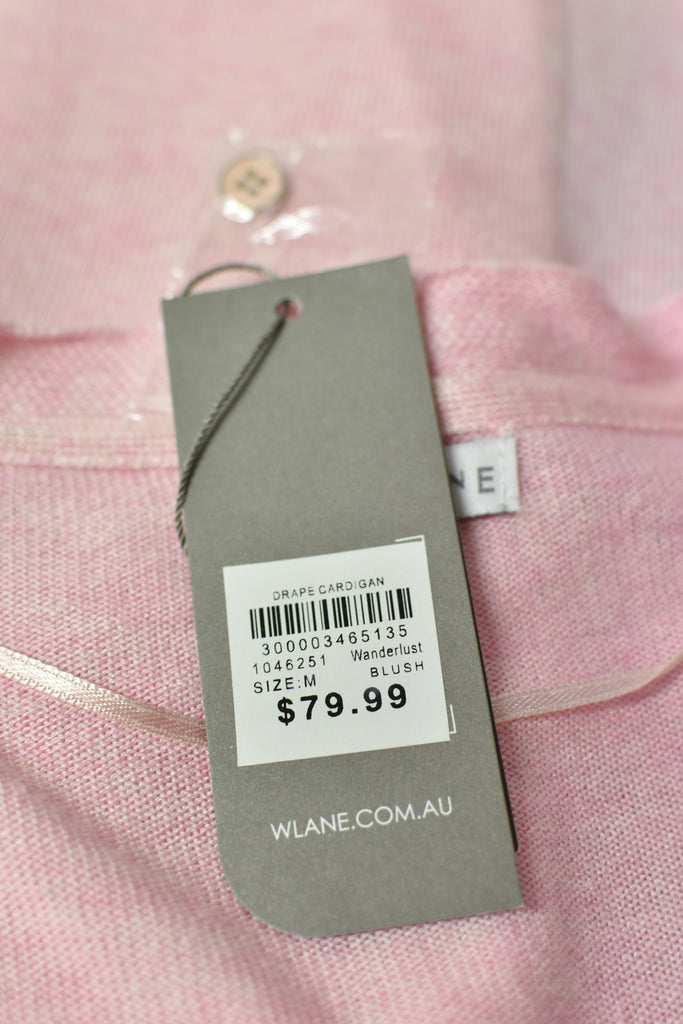 NE
DRAPE CARDIGAN
300003465135
1046251 Wanderlust
SIZE:M BLUSH
$79.99
WLANE.COM.AU